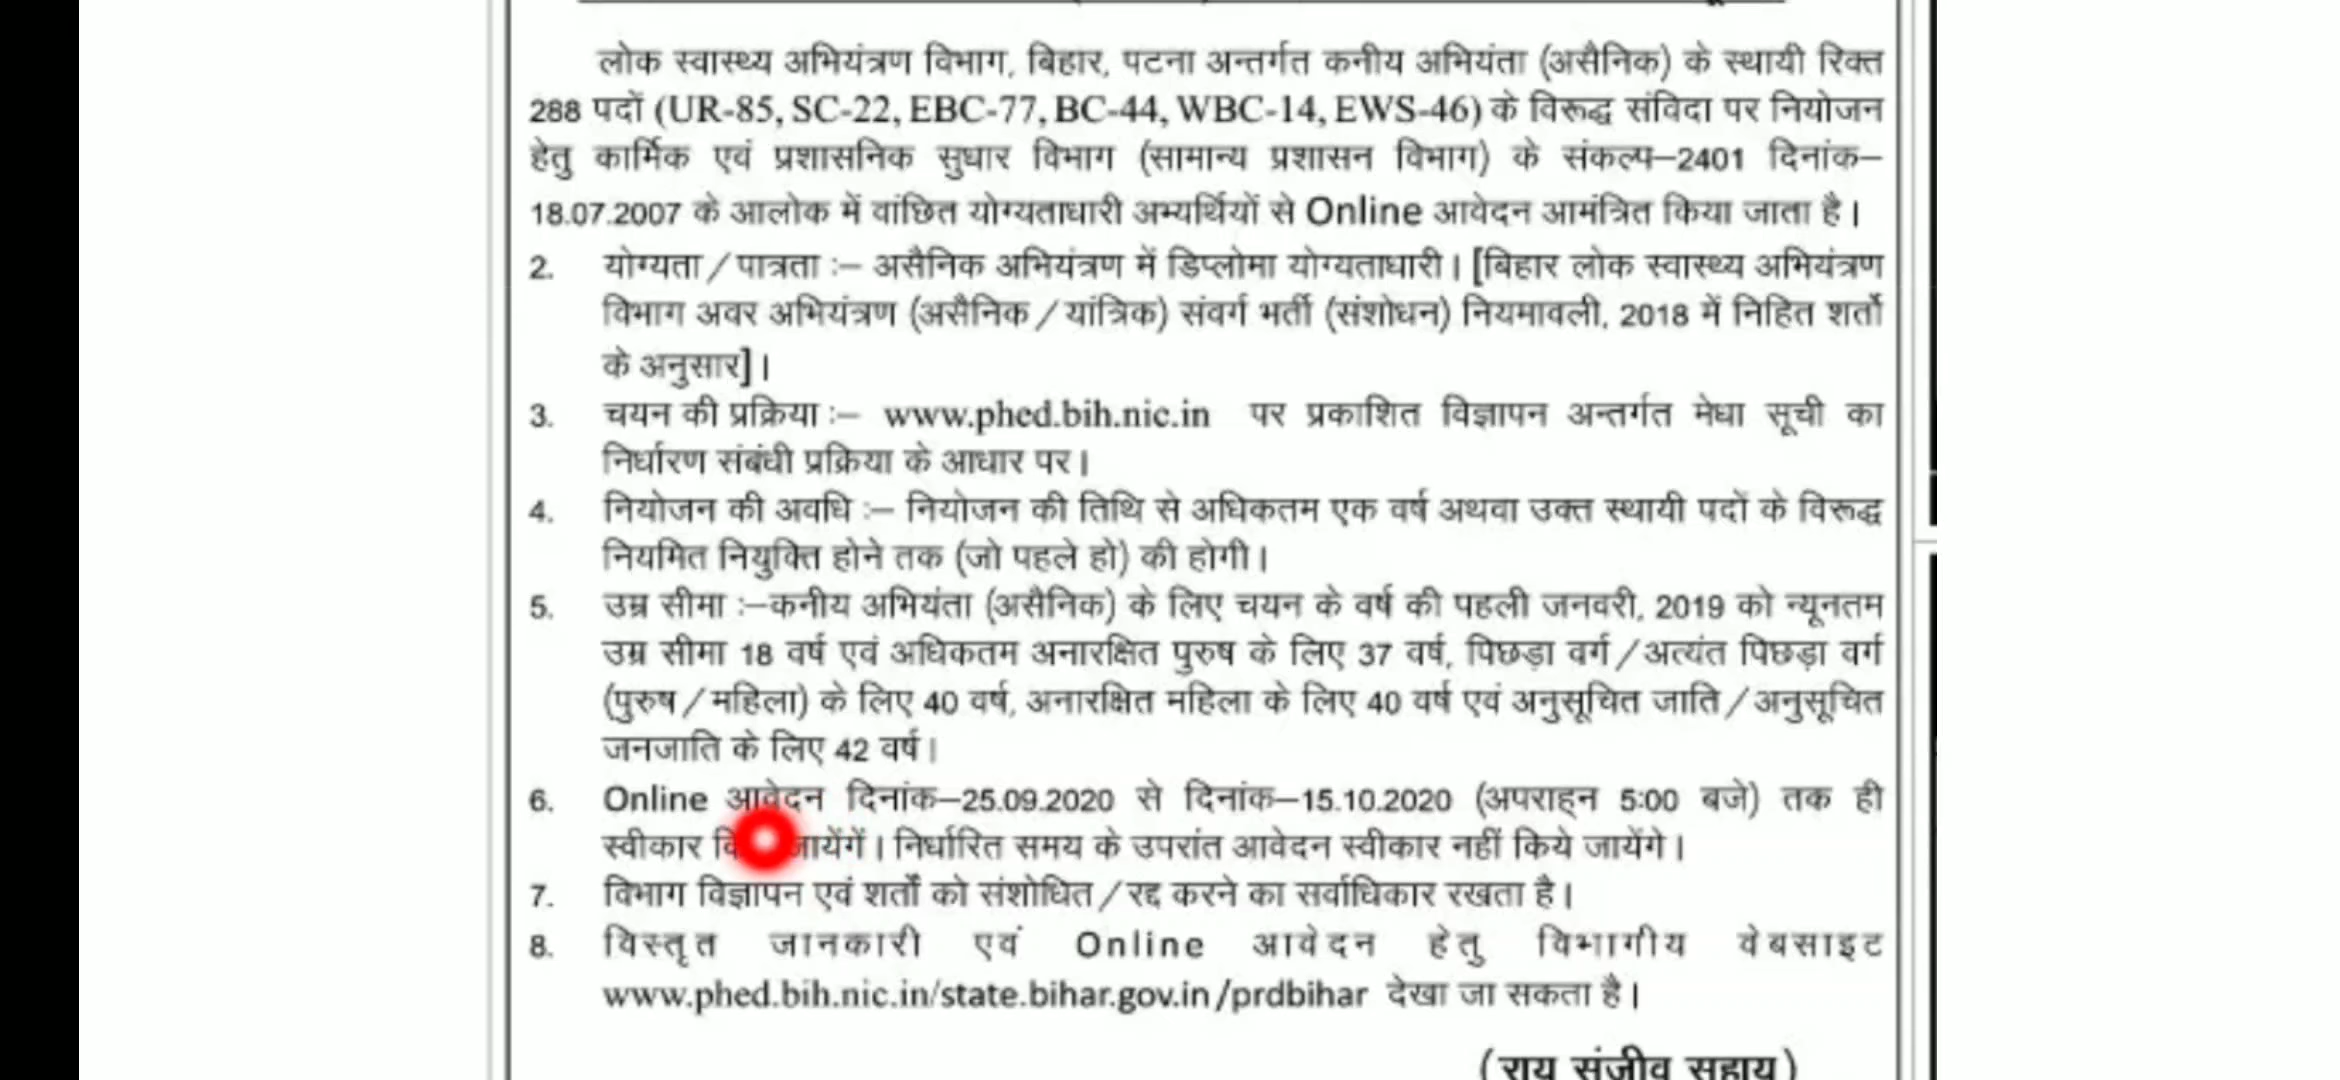 लोक स्वास्थ्य अभियंत्रण विभाग, बिहार, पटना अन्तर्गत कनीय अभियंता (असैनिक) के स्थायी रिक्त
288 पदों (UR-85, SC-22, EBC-77, BC-44, WBC-14, EWS-46) के विरूद्ध संविदा पर नियोजन
हेतु कार्मिक एवं प्रशासनिक सुधार विभाग (सामान्य प्रशासन विभाग) के संकल्प–2401 दिनांक–
18.07.2007 के आलोक में वांछित योग्यताधारी अभ्यर्थियों से Online आवेदन आमंत्रित किया जाता है।
2. योग्यता/पात्रता :– असैनिक अभियंत्रण में डिप्लोमा योग्यताधारी। [बिहार लोक स्वास्थ्य अभियंत्रण
विभाग अवर अभियंत्रण (असैनिक/यांत्रिक) संवर्ग भर्ती (संशोधन) नियमावली, 2018 में निहित शर्तों
के अनुसार]।
3. चयन की प्रक्रिया :– www.phed.bih.nic.in पर प्रकाशित विज्ञापन अन्तर्गत मेधा सूची का
निर्धारण संबंधी प्रक्रिया के आधार पर।
4. नियोजन की अवधि :– नियोजन की तिथि से अधिकतम एक वर्ष अथवा उक्त स्थायी पदों के विरूद्ध
नियमित नियुक्ति होने तक (जो पहले हो) की होगी।
5. उम्र सीमा :–कनीय अभियंता (असैनिक) के लिए चयन के वर्ष की पहली जनवरी, 2019 को न्यूनतम
उम्र सीमा 18 वर्ष एवं अधिकतम अनारक्षित पुरुष के लिए 37 वर्ष, पिछड़ा वर्ग/अत्यंत पिछड़ा वर्ग
(पुरुष/महिला) के लिए 40 वर्ष, अनारक्षित महिला के लिए 40 वर्ष एवं अनुसूचित जाति/अनुसूचित
जनजाति के लिए 42 वर्ष।
6. Online आवेदन दिनांक–25.09.2020 से दिनांक–15.10.2020 (अपराह्न 5:00 बजे) तक ही
स्वीकार जायेंगें। निर्धारित समय के उपरांत आवेदन स्वीकार नहीं किये जायेंगे।
7. विभाग विज्ञापन एवं शर्तों को संशोधित/रद्द करने का सर्वाधिकार रखता है।
8. विस्तृत जानकारी एवं Online आवेदन हेतु विभागीय वेबसाइट
www.phed.bih.nic.in/state.bihar.gov.in/prdbihar देखा जा सकता है।
(राय संजीव सहाय)